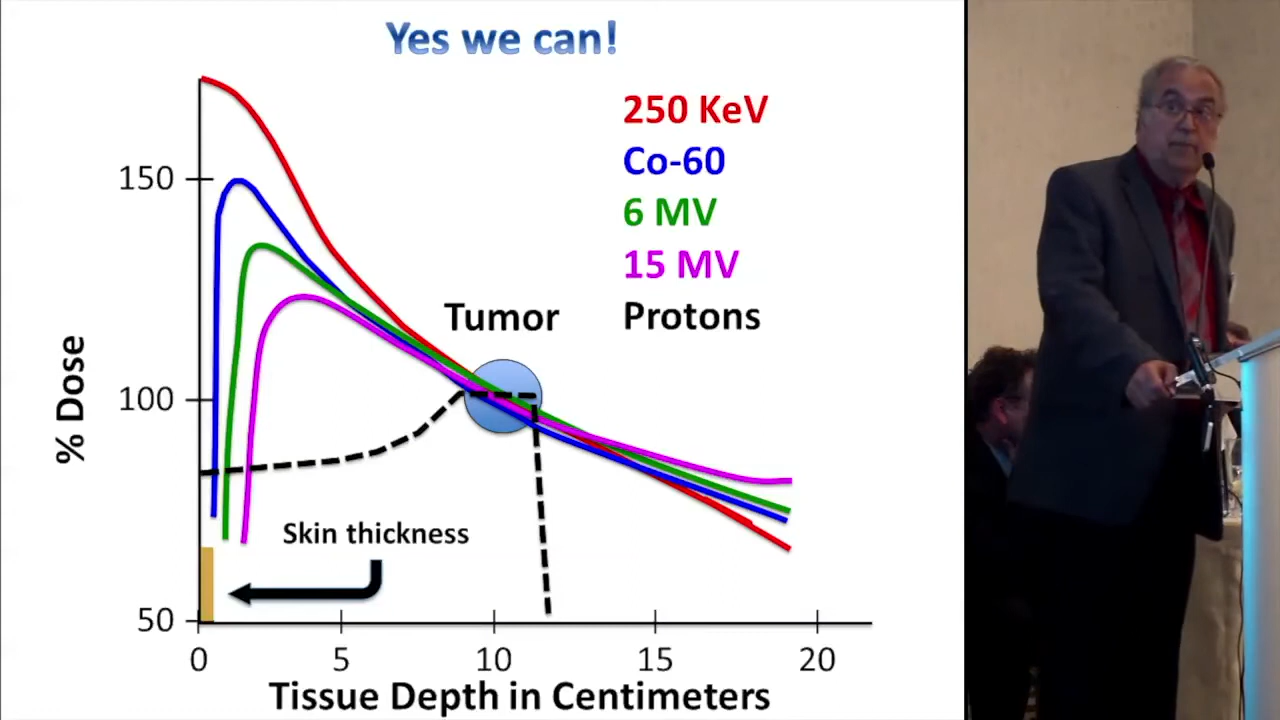 Yes we can!
250 KeV
Co-60
6 MV
15 MV
Protons
Tumor
150
100
50
% Dose
Skin thickness
0 5 10 15 20
Tissue Depth in Centimeters